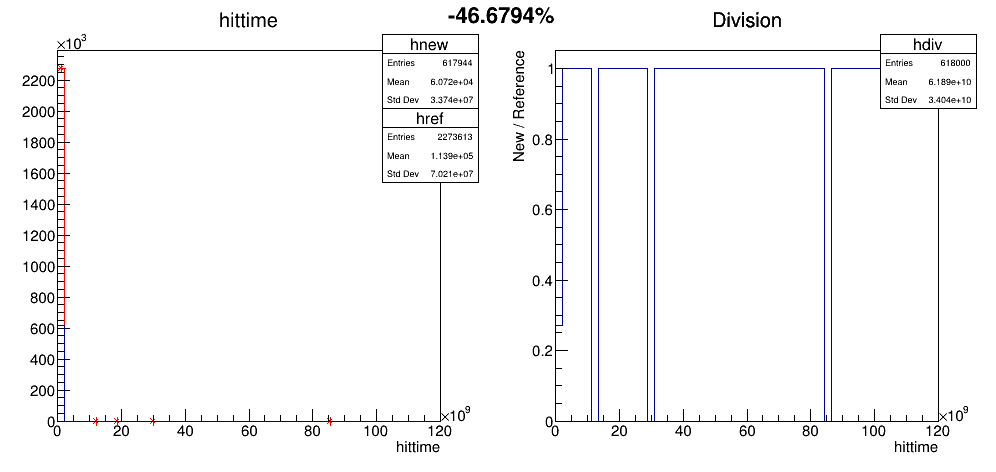 -46.6794%
hittime
×10³
hnew
Entries 617944
Mean 6.072e+04
Std Dev 3.374e+07
href
Entries 2273613
Mean 1.139e+05
Std Dev 7.021e+07
2200
2000
1800
1600
1400
1200
1000
800
600
400
200
0
0 20 40 60 80 100 120
×10⁹
hittime
Division
hdiv
Entries 618000
Mean 6.189e+10
Std Dev 3.404e+10
New / Reference
1
0.8
0.6
0.4
0.2
0
0 20 40 60 80 100 120
×10⁹
hittime